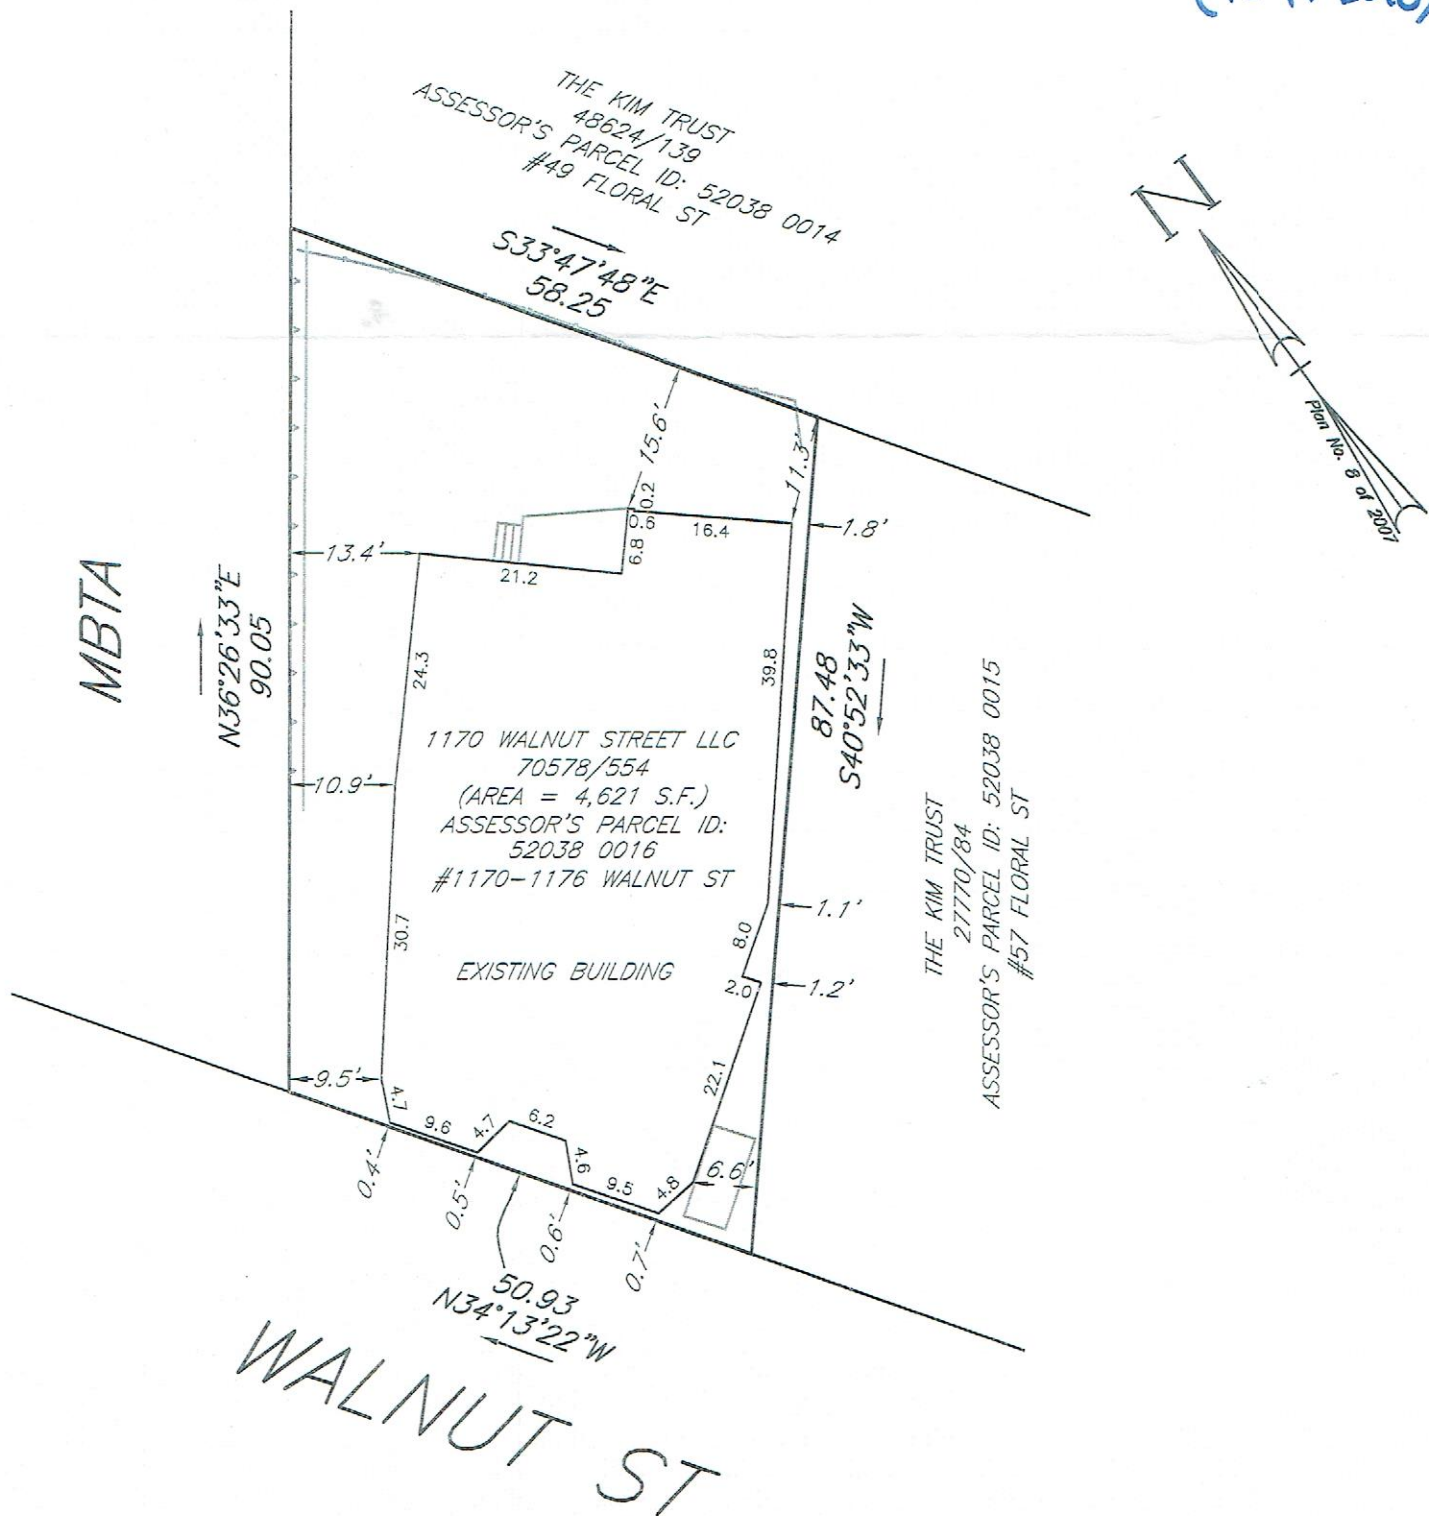 THE KIM TRUST
48624/139
ASSESSOR'S PARCEL ID: 52038 0014
#49 FLORAL ST
N
Plan No. 8 of 2007
S33°47'48"E
58.25
15.6'
11.3'
0.2
0.6
16.4
1.8'
6.8
13.4'
21.2
MBTA
N36°26'33"E
90.05
24.3
39.8
87.48
S40°52'33"W
1170 WALNUT STREET LLC
70578/554
(AREA = 4,621 S.F.)
ASSESSOR'S PARCEL ID:
52038 0016
#1170-1176 WALNUT ST
10.9'
THE KIM TRUST
27770/84
ASSESSOR'S PARCEL ID: 52038 0015
#57 FLORAL ST
30.7
EXISTING BUILDING
8.0
1.1'
2.0
1.2'
22.1
9.5'
4.7
9.6
4.7
6.2
4.6
9.5
4.8
6.6'
0.4'
0.5'
0.6'
0.7'
50.93
N34°13'22"W
WALNUT ST